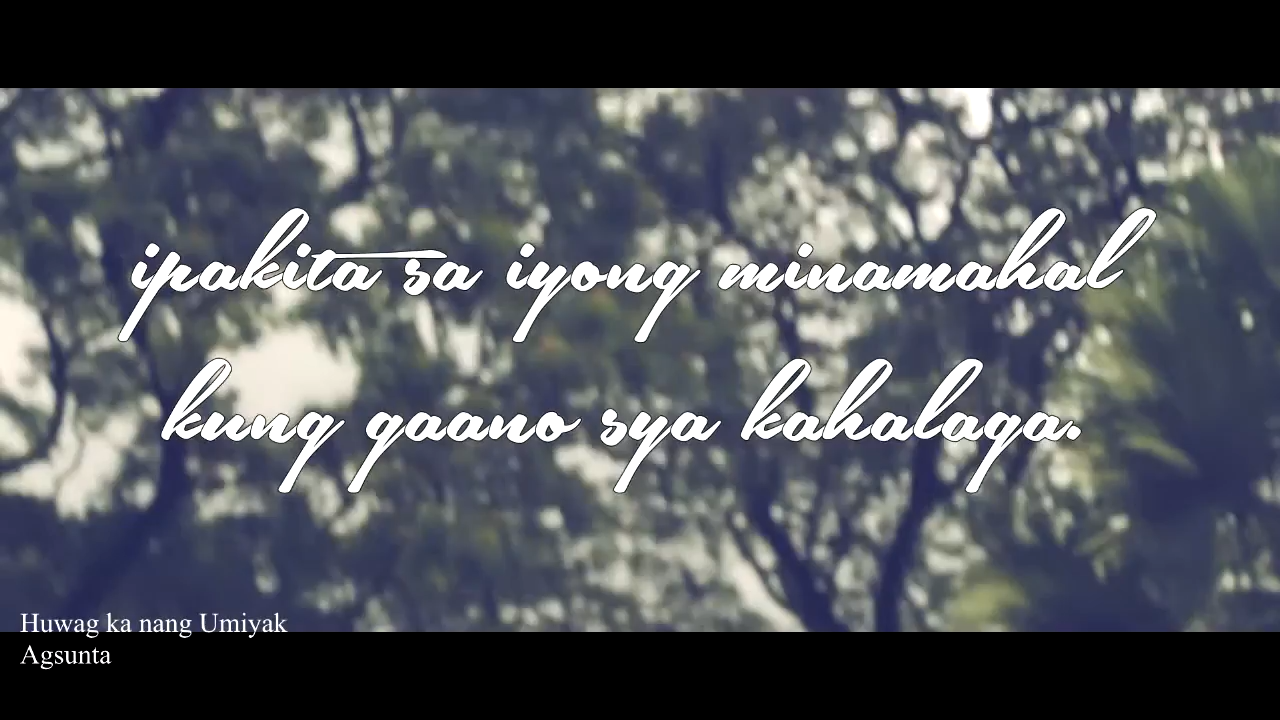 ipakita sa iyong minamahal
kung gaano sya kahalaga.
Huwag ka nang Umiyak
Agsunta